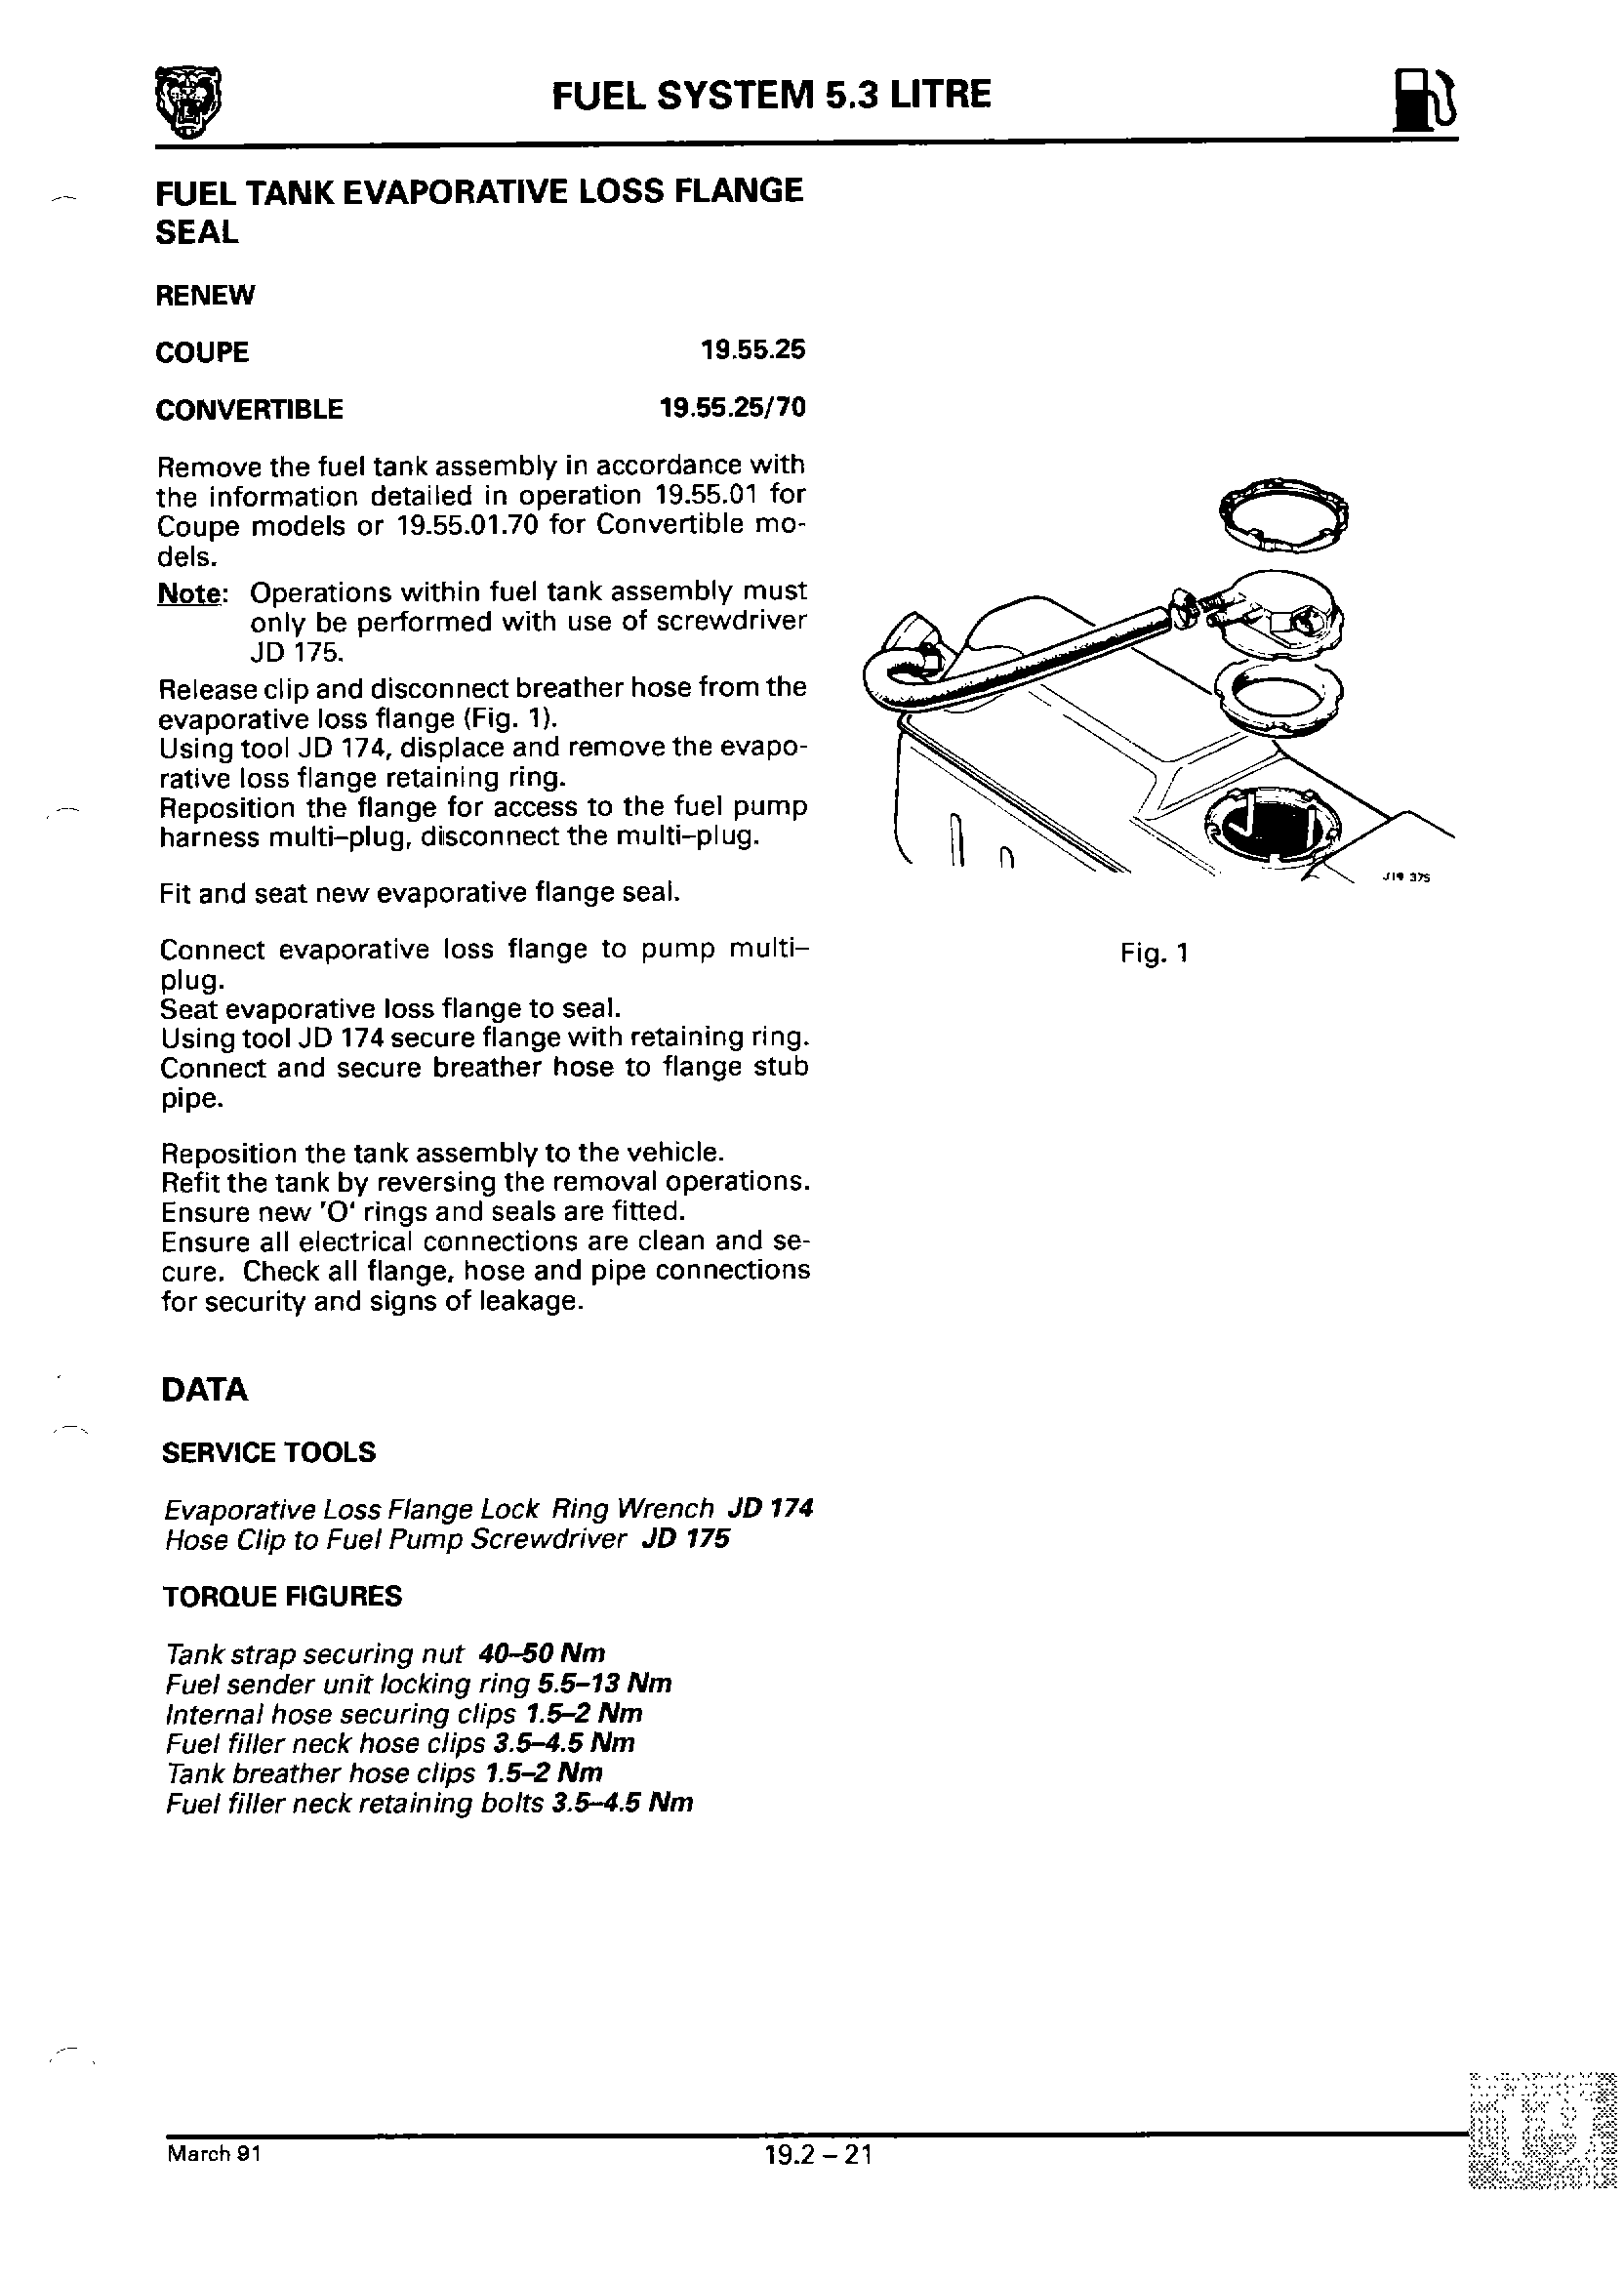 FUEL SYSTEM 5.3 LITRE
FUEL TANK EVAPORATIVE LOSS FLANGE
SEAL
RENEW
COUPE 19.55.25
CONVERTIBLE 19.55.25/70
Remove the fuel tank assembly in accordance with
the information detailed in operation 19.55.01 for
Coupe models or 19.55.01.70 for Convertible mo-
dels.
Note: Operations within fuel tank assembly must
only be performed with use of screwdriver
JD 175.
Release clip and disconnect breather hose from the
evaporative loss flange (Fig. 1).
Using tool JD 174, displace and remove the evapo-
rative loss flange retaining ring.
Reposition the flange for access to the fuel pump
harness multi–plug, disconnect the multi–plug.
Fit and seat new evaporative flange seal.
Connect evaporative loss flange to pump multi–
plug.
Seat evaporative loss flange to seal.
Using tool JD 174 secure flange with retaining ring.
Connect and secure breather hose to flange stub
pipe.
Reposition the tank assembly to the vehicle.
Refit the tank by reversing the removal operations.
Ensure new 'O' rings and seals are fitted.
Ensure all electrical connections are clean and se-
cure. Check all flange, hose and pipe connections
for security and signs of leakage.
DATA
SERVICE TOOLS
Evaporative Loss Flange Lock Ring Wrench JD 174
Hose Clip to Fuel Pump Screwdriver JD 175
TORQUE FIGURES
Tank strap securing nut 40–50 Nm
Fuel sender unit locking ring 5.5–13 Nm
Internal hose securing clips 1.5–2 Nm
Fuel filler neck hose clips 3.5–4.5 Nm
Tank breather hose clips 1.5–2 Nm
Fuel filler neck retaining bolts 3.5–4.5 Nm
J19 375
Fig. 1
March 91
19.2 – 21
19